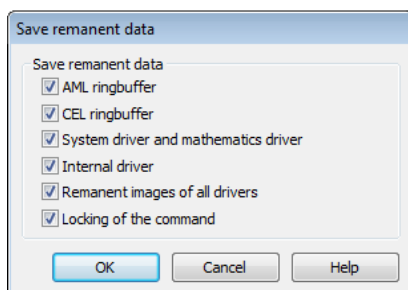 Save remanent data
Save remanent data
AML ringbuffer
CEL ringbuffer
System driver and mathematics driver
Internal driver
Remanent images of all drivers
Locking of the command
OK Cancel Help